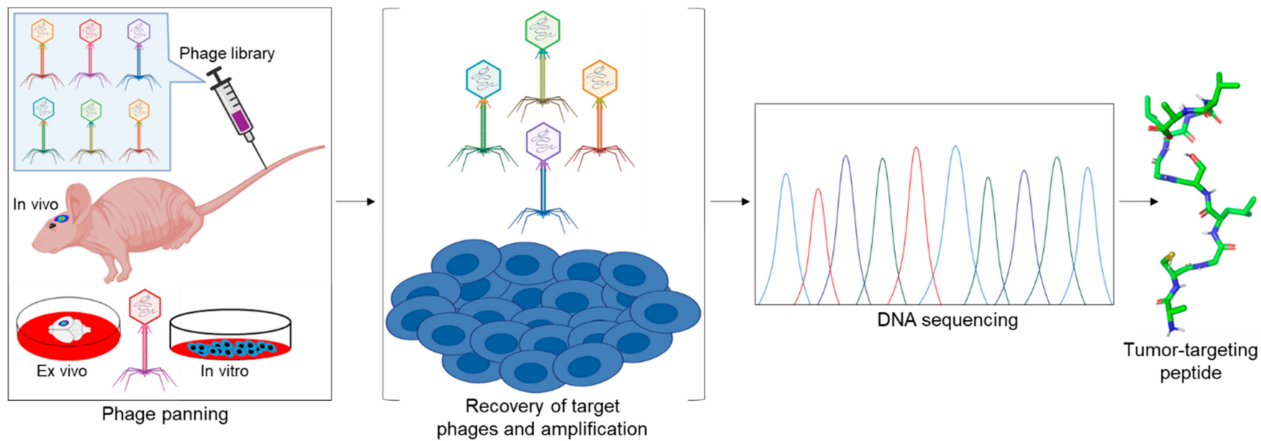 Phage library
In vivo
Ex vivo
In vitro
Phage panning
Recovery of target
phages and amplification
DNA sequencing
Tumor-targeting
peptide